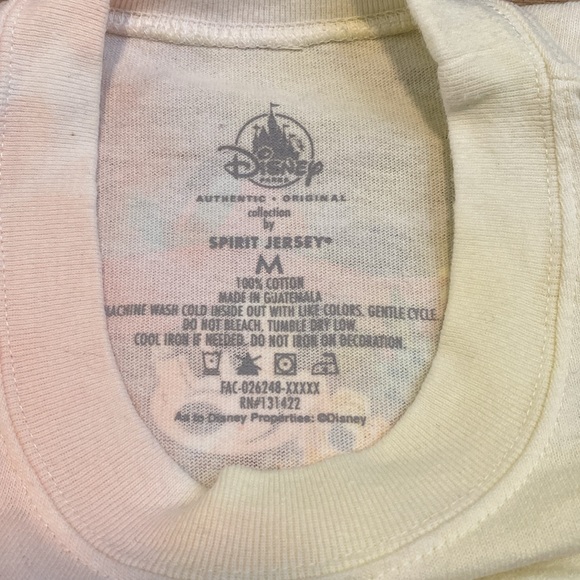 Disney
PARKS
AUTHENTIC • ORIGINAL
collection
by
SPIRIT JERSEY®
M
100% COTTON
MADE IN GUATEMALA
MACHINE WASH COLD INSIDE OUT WITH LIKE COLORS. GENTLE CYCLE.
DO NOT BLEACH. TUMBLE DRY LOW.
COOL IRON IF NEEDED. DO NOT IRON ON DECORATION.
FAC-026248-XXXXX
RN#131422
As to Disney Properties: ©Disney